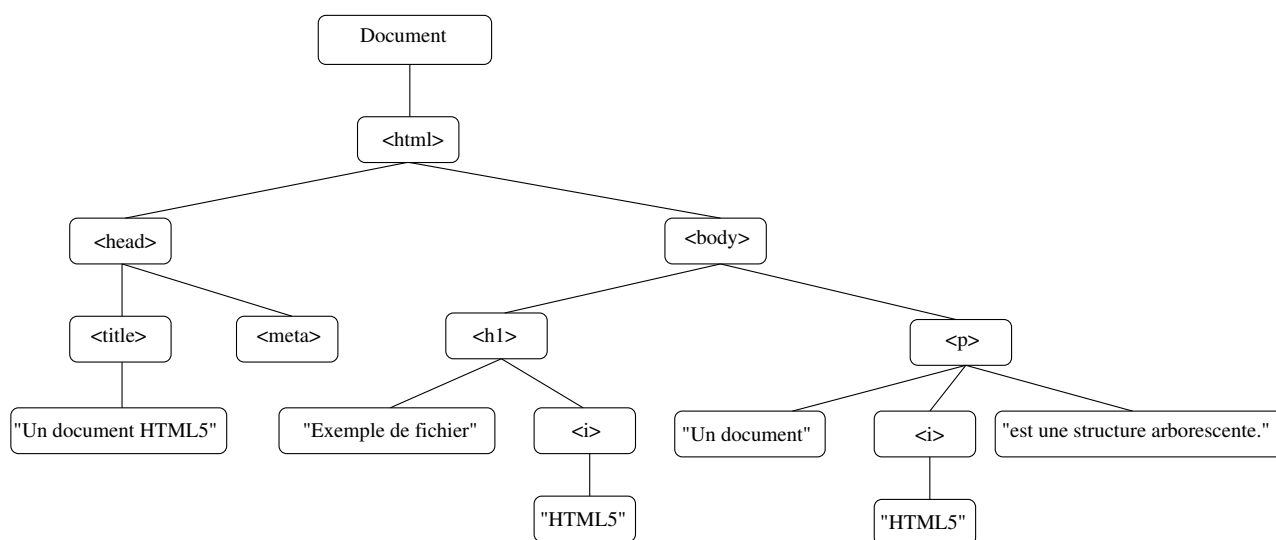 Document
<html>
<head>
<body>
<title>
<meta>
<h1>
<p>
"Un document HTML5"
"Exemple de fichier"
<i>
"Un document"
<i>
"est une structure arborescente."
"HTML5"
"HTML5"